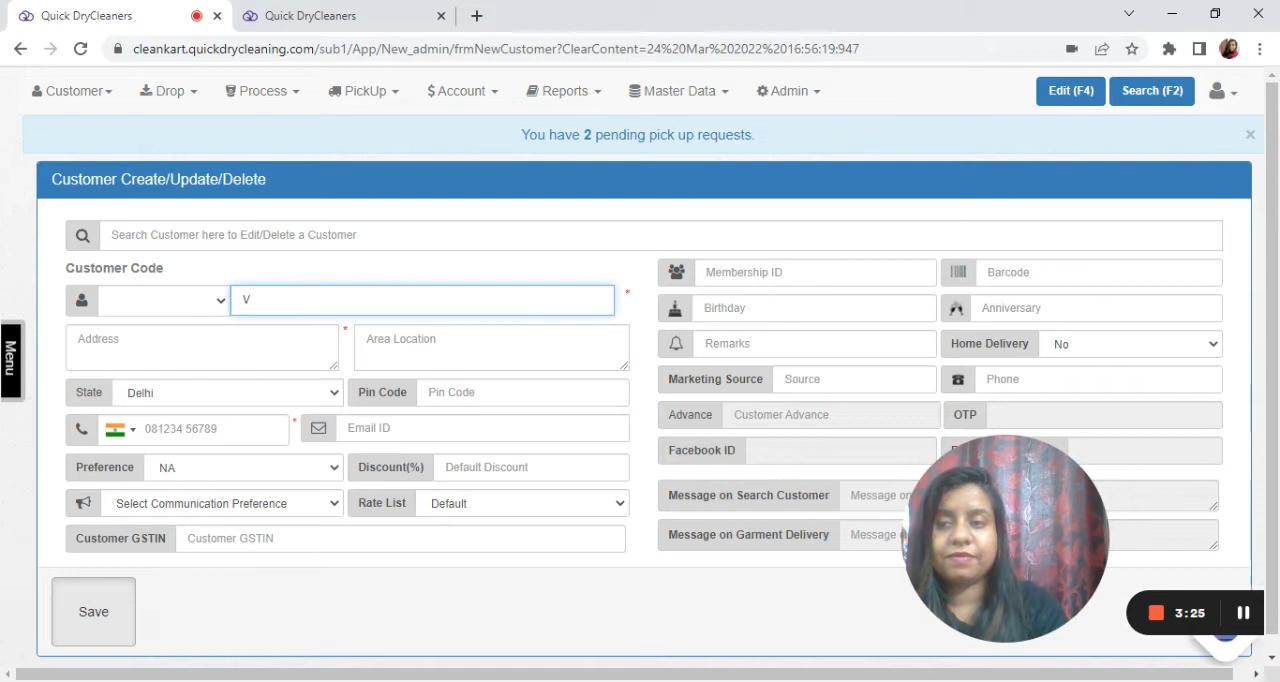 Quick DryCleaners
Quick DryCleaners
cleankart.quickdrycleaning.com/sub1/App/New_admin/frmNewCustomer?ClearContent=24%20Mar%202022%2016:56:19:947
Customer Drop Process PickUp Account Reports Master Data Admin Edit (F4) Search (F2)
You have 2 pending pick up requests.
Customer Create/Update/Delete
Search Customer here to Edit/Delete a Customer
Customer Code
V *
Address * Area Location
State Delhi Pin Code Pin Code
081234 56789 * Email ID
Preference NA Discount(%) Default Discount
Select Communication Preference Rate List Default
Customer GSTIN Customer GSTIN
Membership ID Barcode
Birthday Anniversary
Remarks Home Delivery No
Marketing Source Source Phone
Advance Customer Advance OTP
Facebook ID
Message on Search Customer Message on
Message on Garment Delivery Message
Save
Menu
3:25